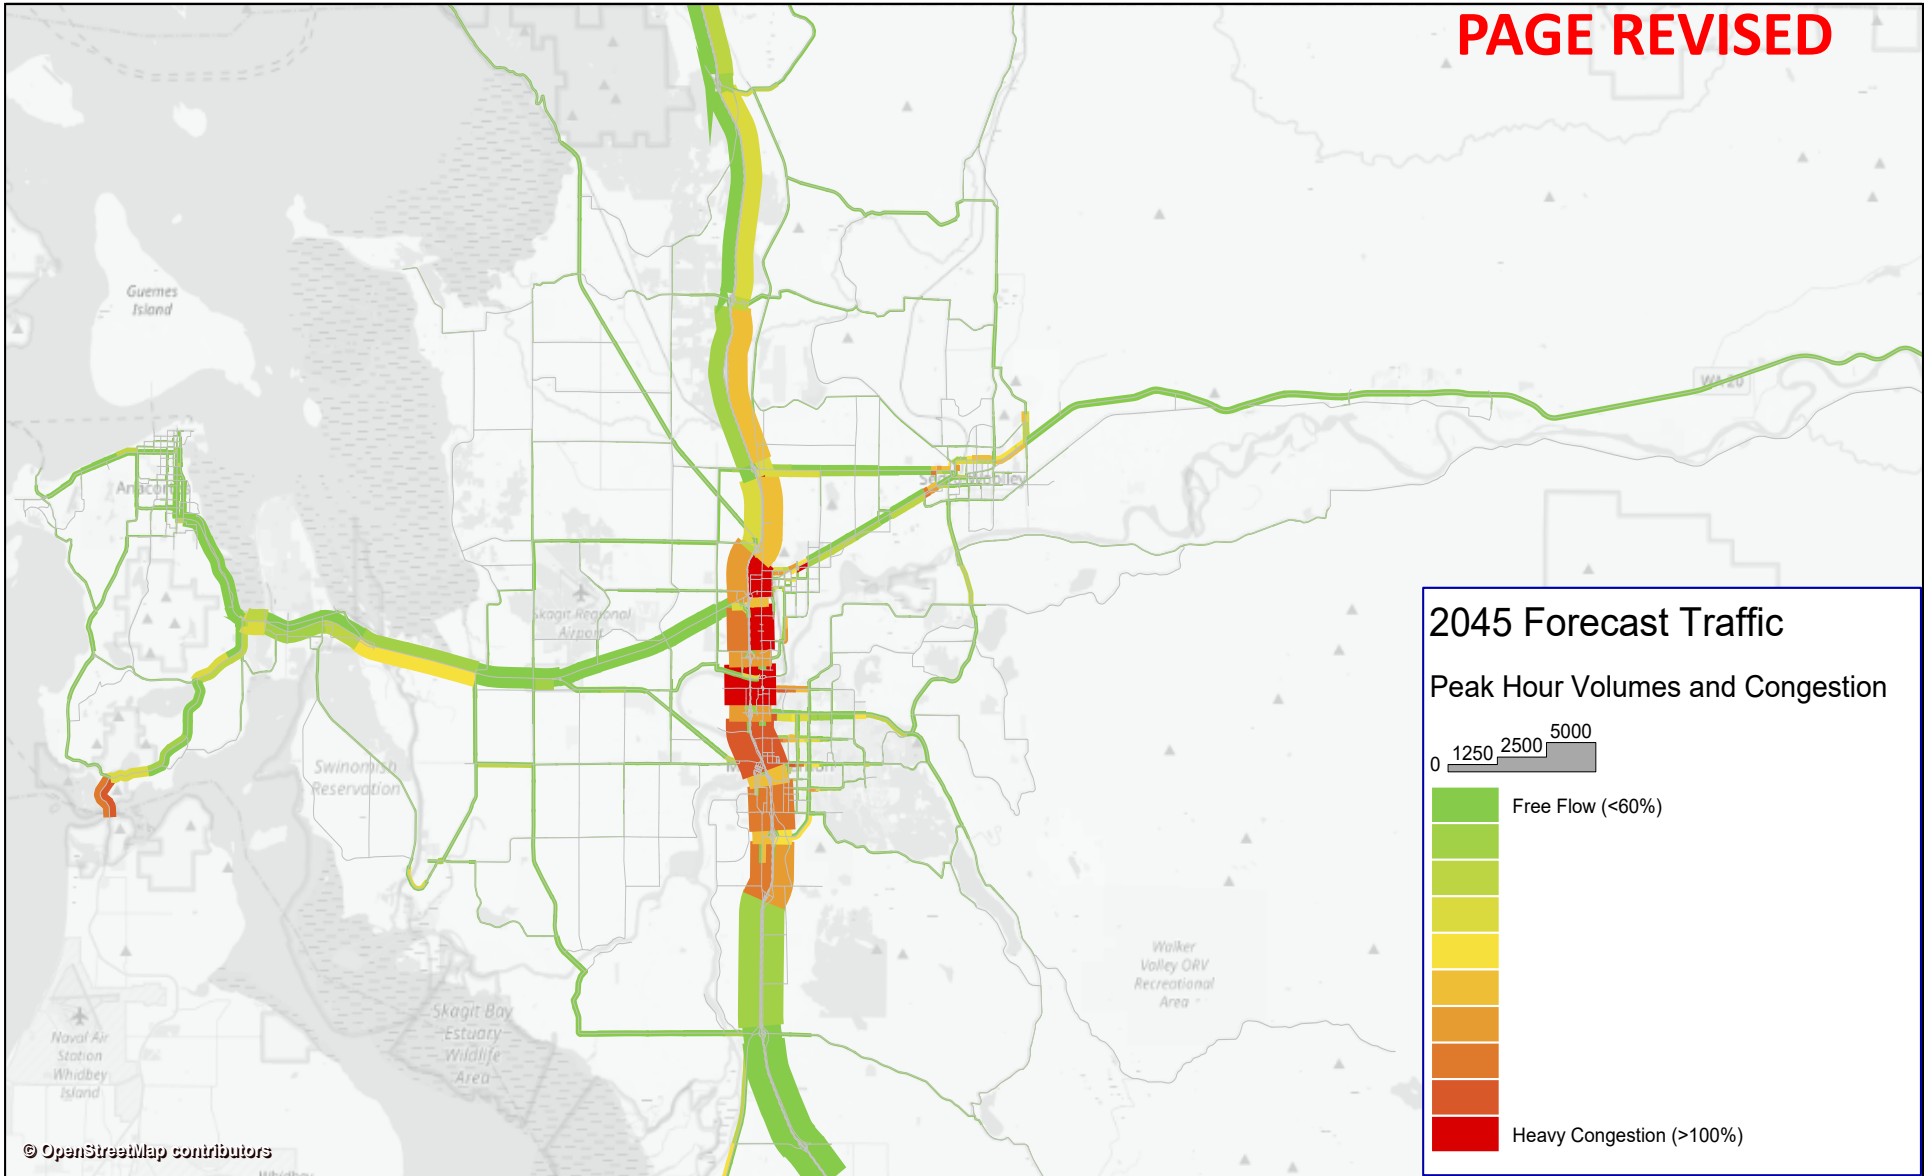 PAGE REVISED
Guemes
Island
WA 20
Skagit Regional
Airport
Swinomish
Reservation
Walker
Valley ORV
Recreational
Area
Skagit Bay
Estuary
Wildlife
Area
Naval Air
Station
Whidbey
Island
© OpenStreetMap contributors
2045 Forecast Traffic
Peak Hour Volumes and Congestion
0 1250 2500 5000
Free Flow (<60%)
Heavy Congestion (>100%)